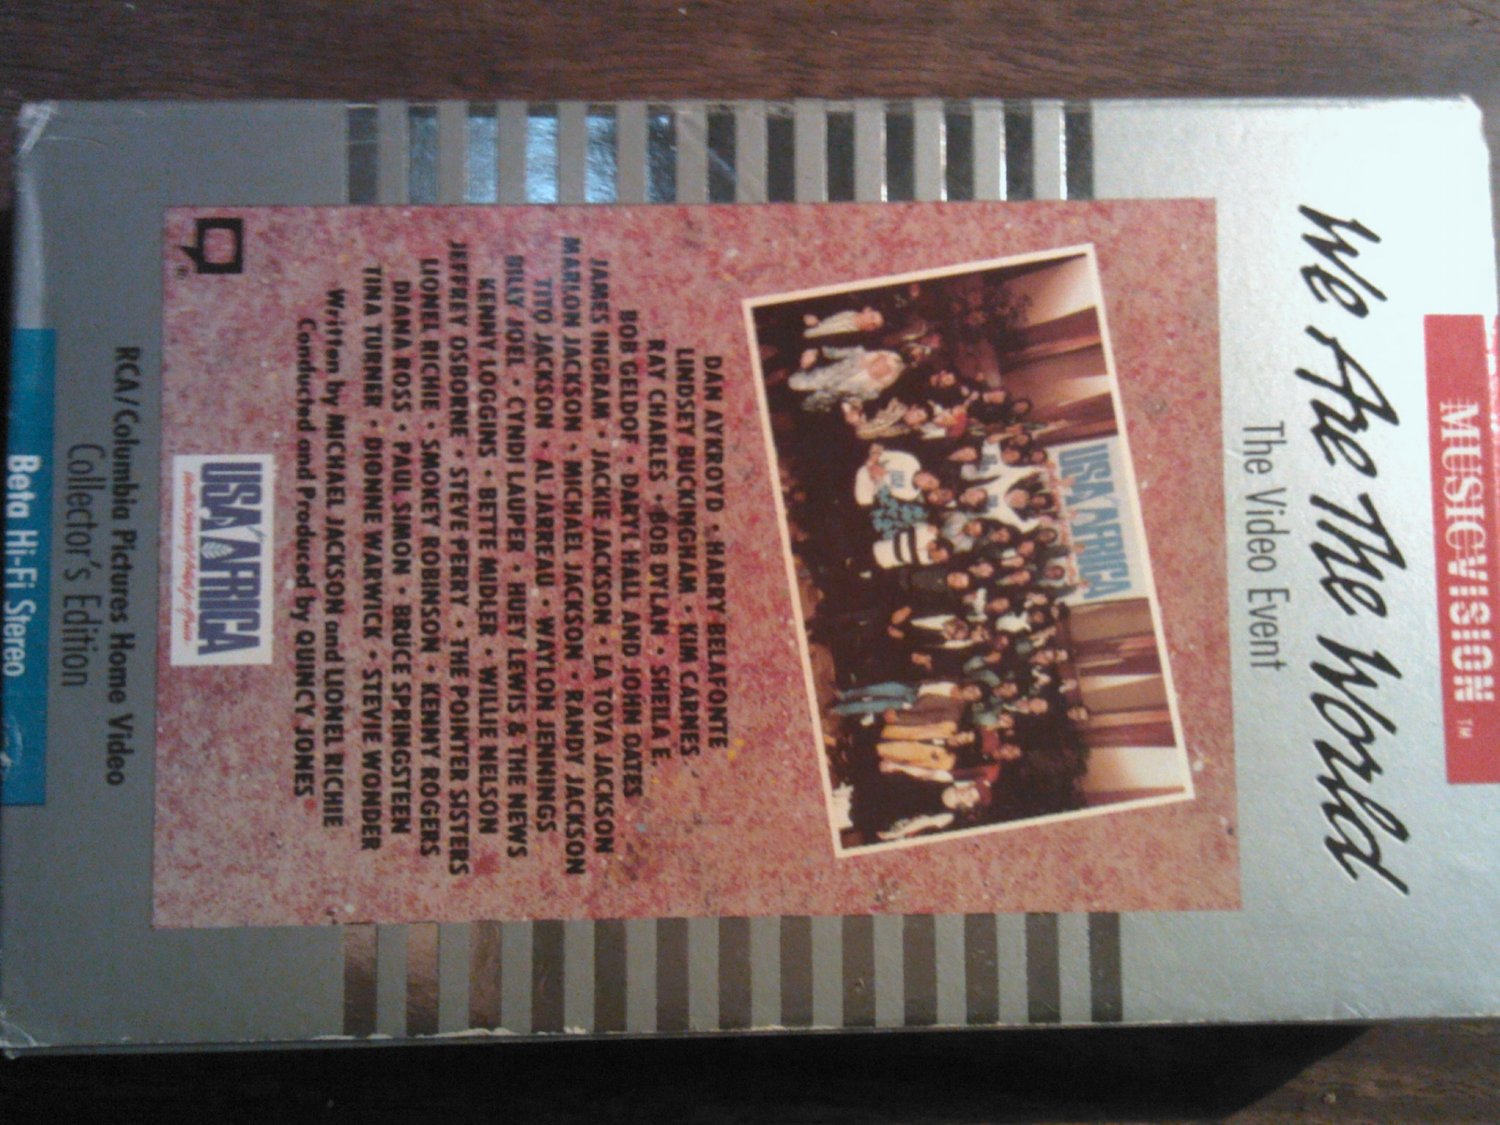 MUSICVISION™
We Are The World
The Video Event
USA AFRICA
DAN AYKROYD • HARRY BELAFONTE
LINDSEY BUCKINGHAM • KIM CARNES
RAY CHARLES • BOB DYLAN • SHEILA E.
BOB GELDOF • DARYL HALL AND JOHN OATES
JAMES INGRAM • JACKIE JACKSON • LA TOYA JACKSON
MARLON JACKSON • MICHAEL JACKSON • RANDY JACKSON
TITO JACKSON • AL JARREAU • WAYLON JENNINGS
BILLY JOEL • CYNDI LAUPER • HUEY LEWIS & THE NEWS
KENNY LOGGINS • BETTE MIDLER • WILLIE NELSON
JEFFREY OSBORNE • STEVE PERRY • THE POINTER SISTERS
LIONEL RICHIE • SMOKEY ROBINSON • KENNY ROGERS
DIANA ROSS • PAUL SIMON • BRUCE SPRINGSTEEN
TINA TURNER • DIONNE WARWICK • STEVIE WONDER
Written by MICHAEL JACKSON and LIONEL RICHIE
Conducted and Produced by QUINCY JONES
USA AFRICA
®
RCA/Columbia Pictures Home Video
Collector's Edition
Beta Hi-Fi Stereo